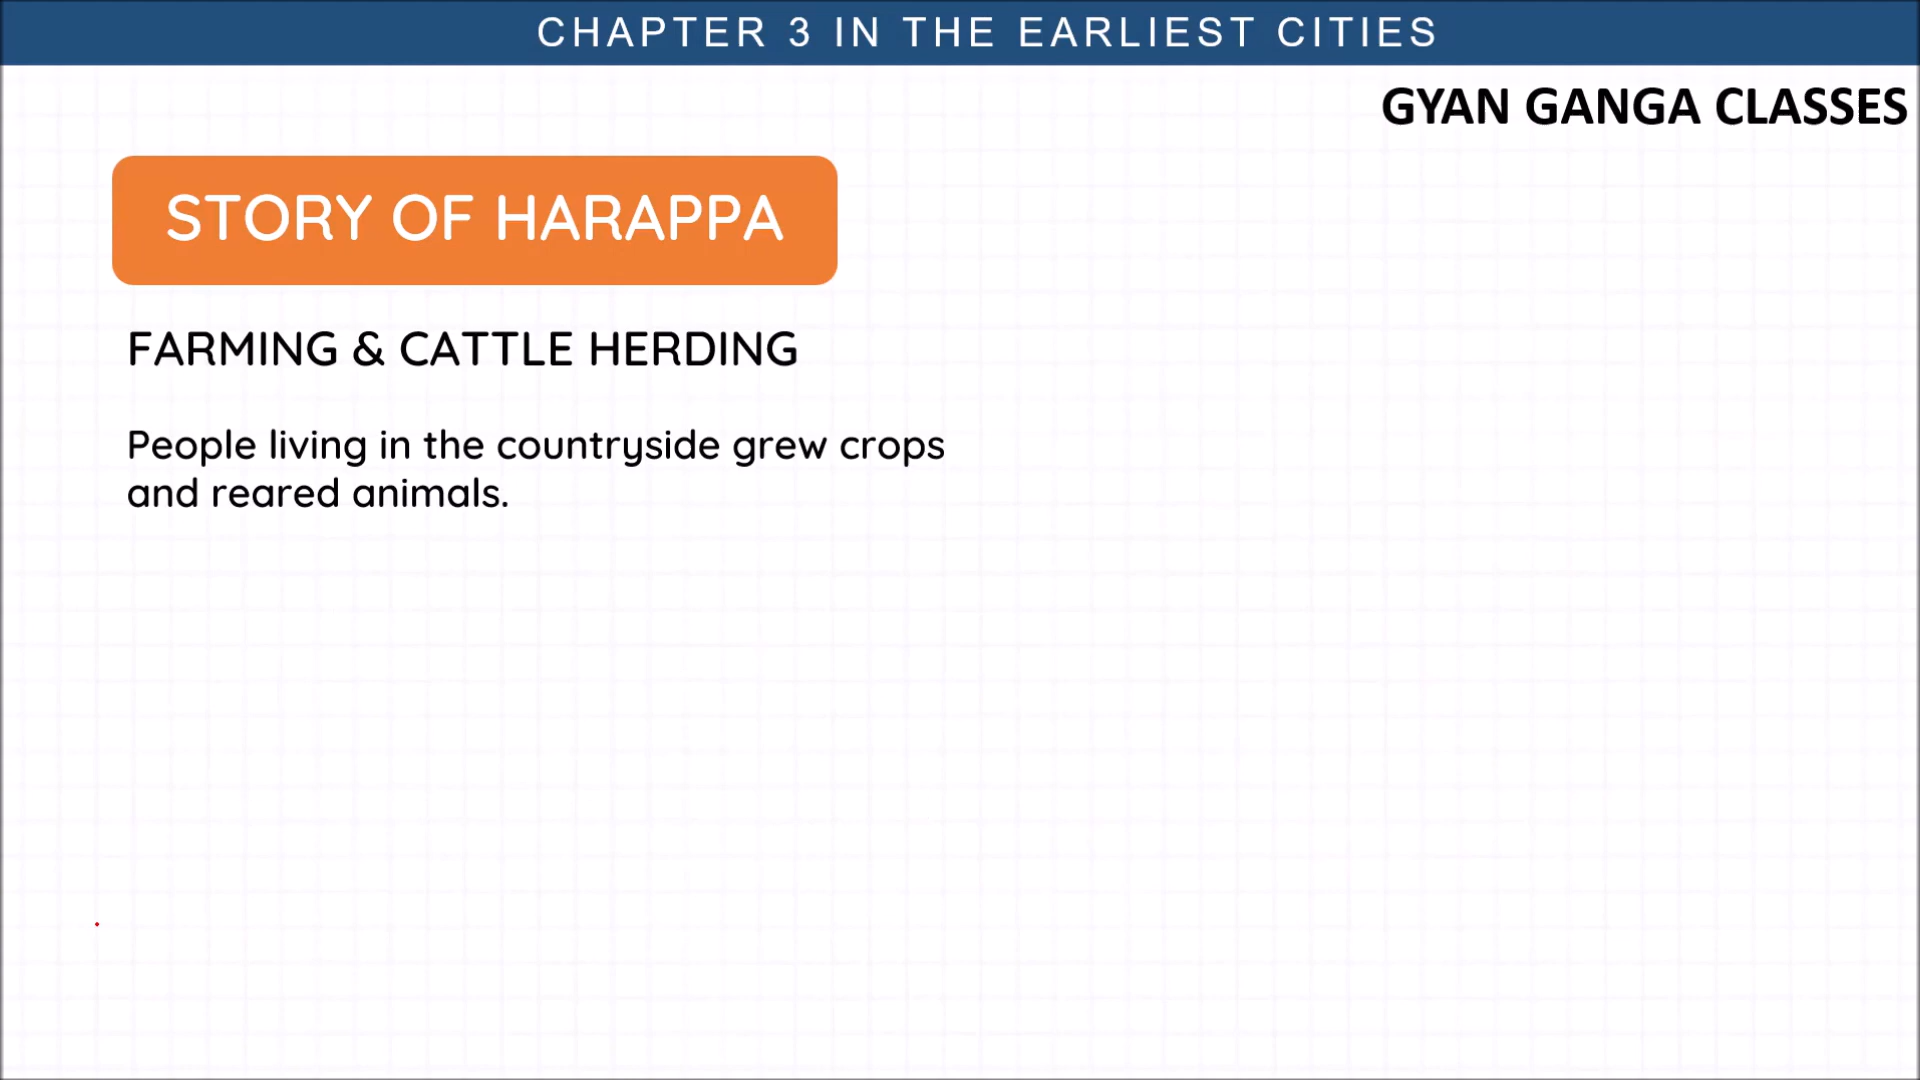 CHAPTER 3 IN THE EARLIEST CITIES
GYAN GANGA CLASSES
STORY OF HARAPPA
FARMING & CATTLE HERDING
People living in the countryside grew crops
and reared animals.